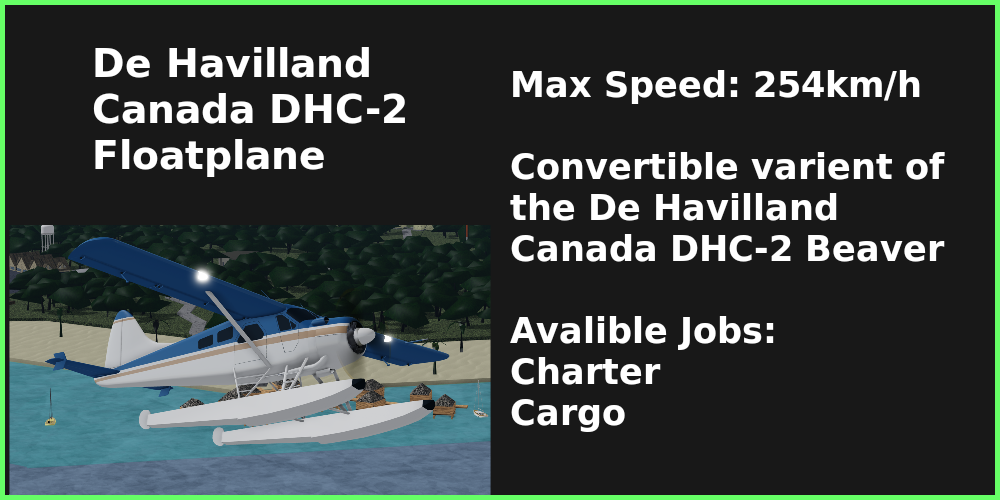 De Havilland
Canada DHC-2
Floatplane
Max Speed: 254km/h
Convertible varient of
the De Havilland
Canada DHC-2 Beaver
Avalible Jobs:
Charter
Cargo